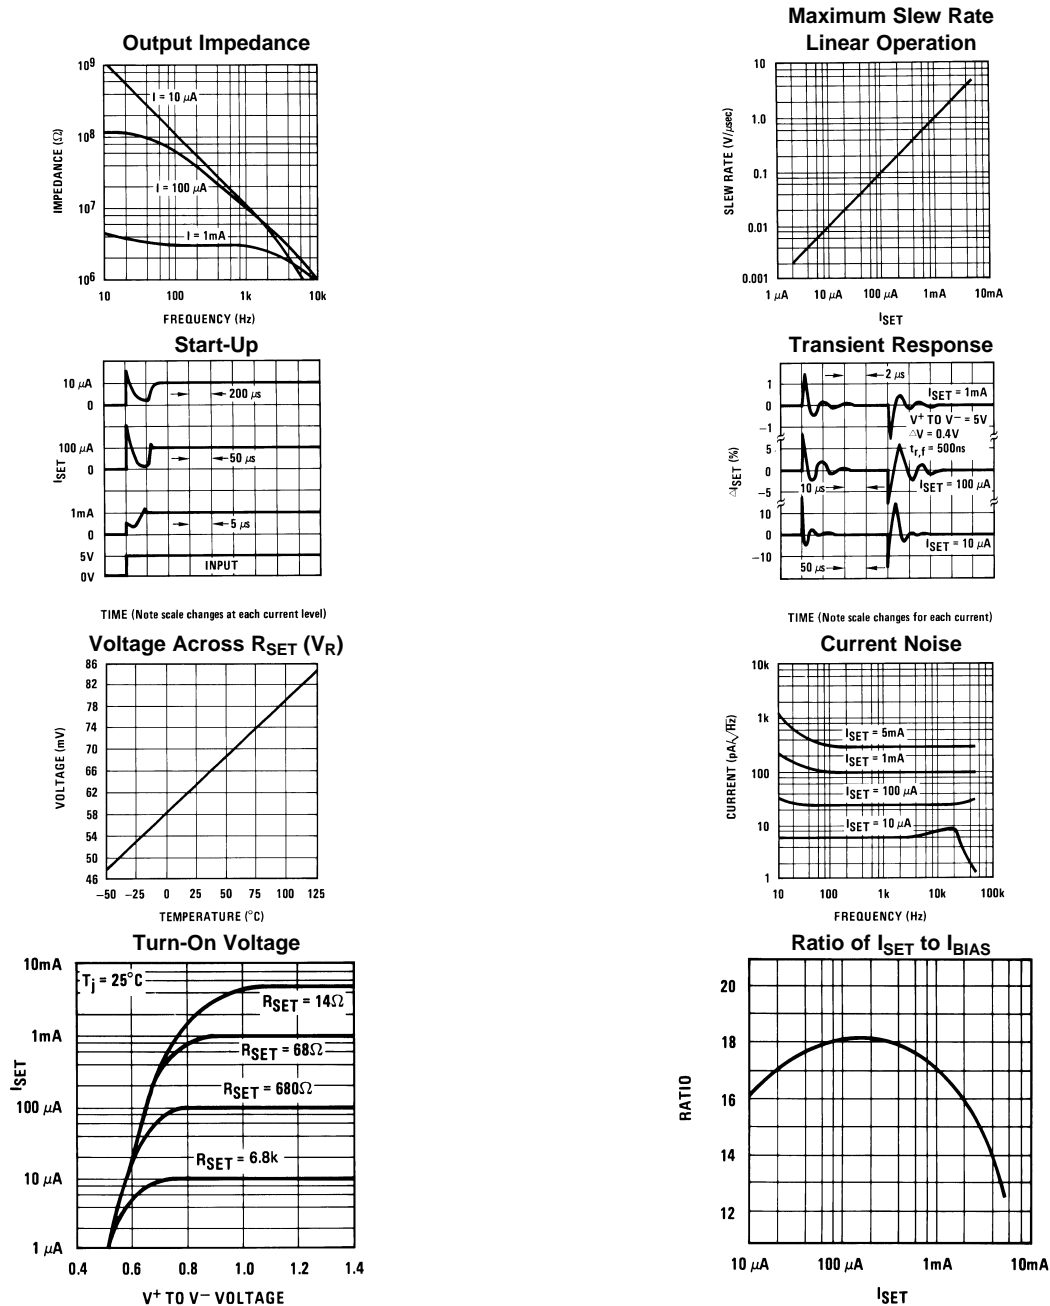 Output Impedance
10⁹
10⁸
10⁷
10⁶
IMPEDANCE (Ω)
I = 10 μA
I = 100 μA
I = 1mA
10 100 1k 10k
FREQUENCY (Hz)
Maximum Slew Rate
Linear Operation
10
1.0
0.1
0.01
0.001
SLEW RATE (V/μsec)
1 μA 10 μA 100 μA 1mA 10mA
ISET
Start-Up
10 μA
0
100 μA
0
1mA
0
5V
0V
ISET
200 μs
50 μs
5 μs
INPUT
TIME (Note scale changes at each current level)
Transient Response
1
0
−1
5
0
−5
10
0
−10
△ISET (%)
2 μs
ISET = 1mA
V⁺ TO V⁻ = 5V
△V = 0.4V
tr,f = 500ns
10 μs
ISET = 100 μA
ISET = 10 μA
50 μs
TIME (Note scale changes for each current)
Voltage Across RSET (VR)
86
82
78
74
70
66
62
58
54
50
46
VOLTAGE (mV)
−50 −25 0 25 50 75 100 125
TEMPERATURE (°C)
Current Noise
10k
1k
100
10
1
CURRENT (pA/√Hz)
ISET = 5mA
ISET = 1mA
ISET = 100 μA
ISET = 10 μA
10 100 1k 10k 100k
FREQUENCY (Hz)
Turn-On Voltage
10mA
1mA
100 μA
10 μA
1 μA
ISET
Tj = 25°C
RSET = 14Ω
RSET = 68Ω
RSET = 680Ω
RSET = 6.8k
0.4 0.6 0.8 1.0 1.2 1.4
V⁺ TO V⁻ VOLTAGE
Ratio of ISET to IBIAS
20
18
16
14
12
RATIO
10 μA 100 μA 1mA 10mA
ISET